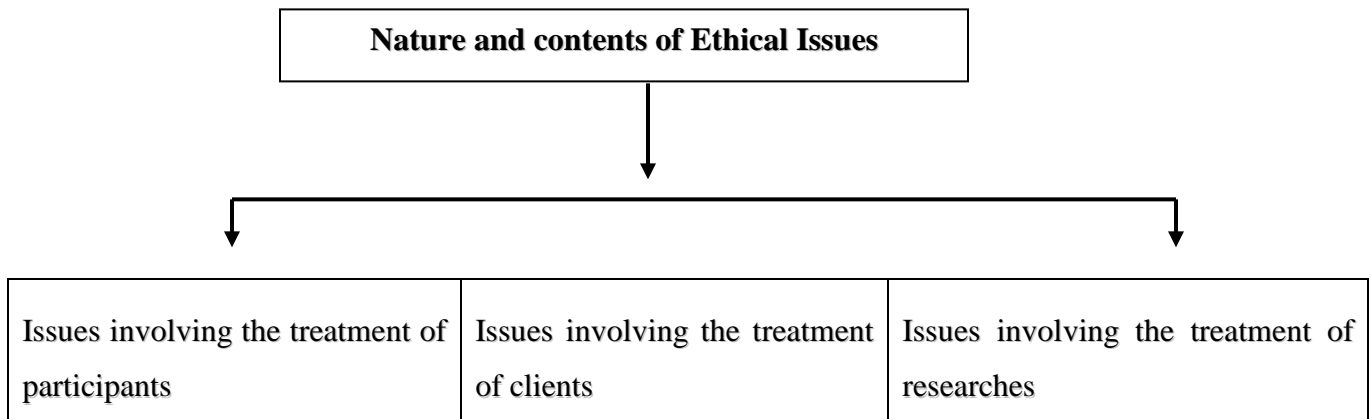 Nature and contents of Ethical Issues
Issues involving the treatment of
participants
Issues involving the treatment
of clients
Issues involving the treatment of
researches